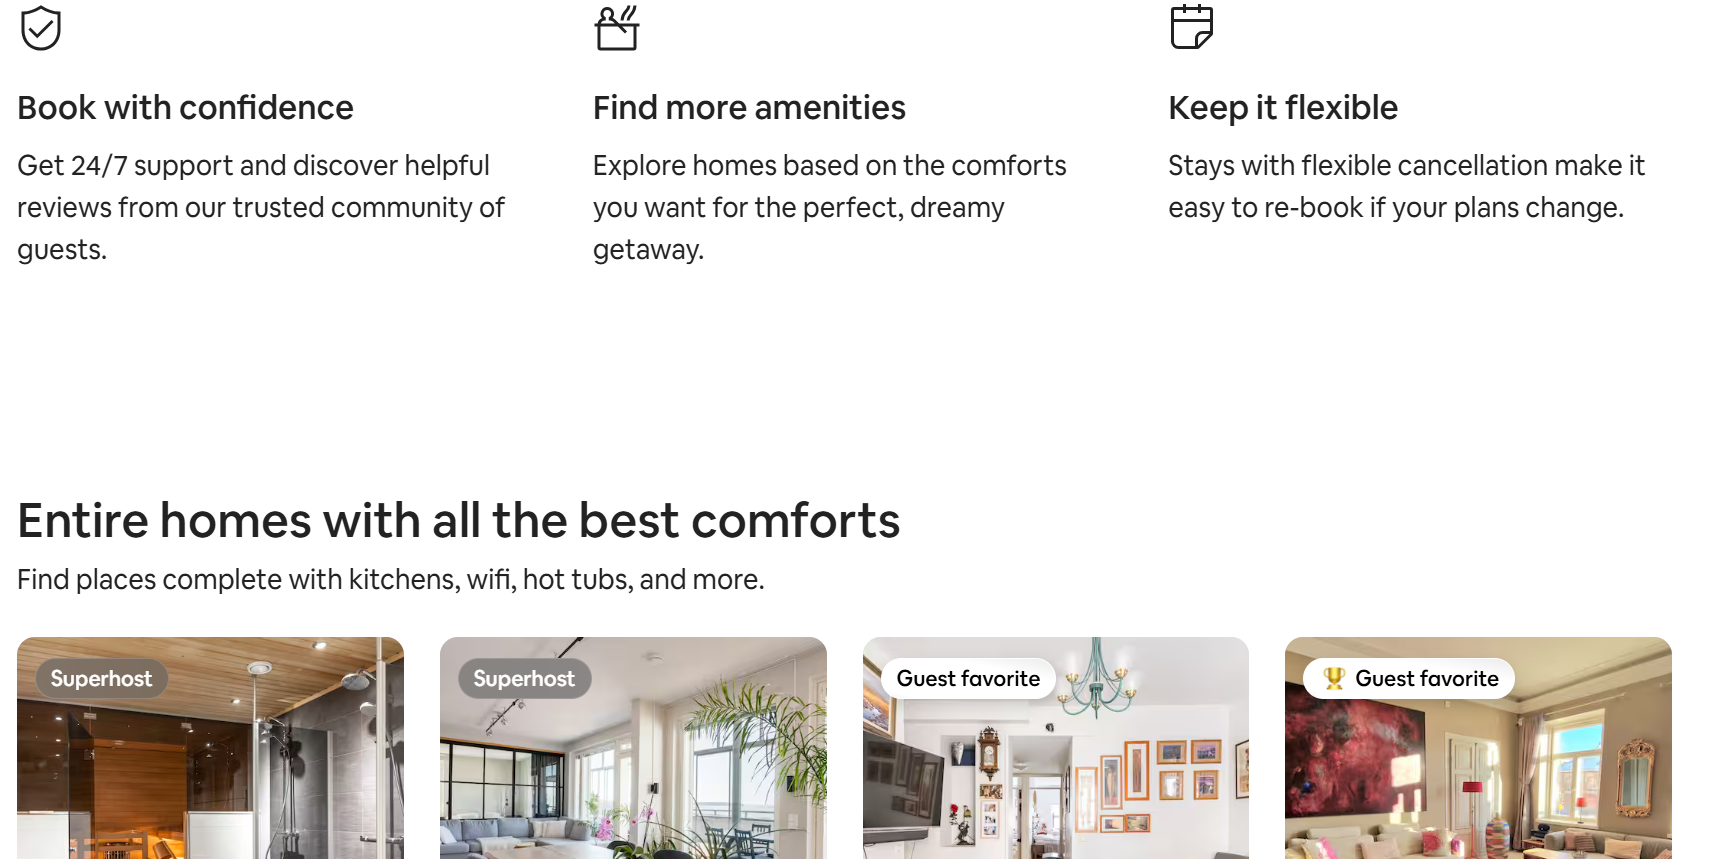 Book with confidence
Get 24/7 support and discover helpful
reviews from our trusted community of
guests.
Find more amenities
Explore homes based on the comforts
you want for the perfect, dreamy
getaway.
Keep it flexible
Stays with flexible cancellation make it
easy to re-book if your plans change.
Entire homes with all the best comforts
Find places complete with kitchens, wifi, hot tubs, and more.
Superhost
Superhost
Guest favorite
Guest favorite